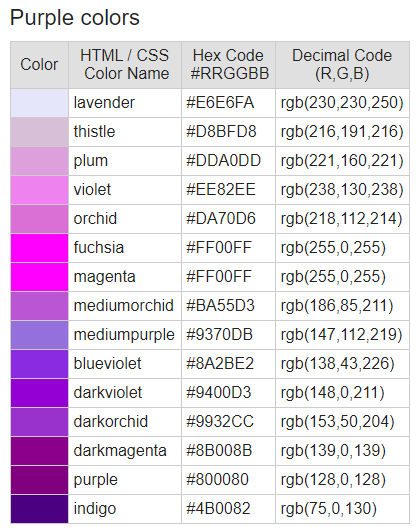 Purple colors
Color HTML / CSS Color Name Hex Code #RRGGBB Decimal Code (R,G,B)
lavender #E6E6FA rgb(230,230,250)
thistle #D8BFD8 rgb(216,191,216)
plum #DDA0DD rgb(221,160,221)
violet #EE82EE rgb(238,130,238)
orchid #DA70D6 rgb(218,112,214)
fuchsia #FF00FF rgb(255,0,255)
magenta #FF00FF rgb(255,0,255)
mediumorchid #BA55D3 rgb(186,85,211)
mediumpurple #9370DB rgb(147,112,219)
blueviolet #8A2BE2 rgb(138,43,226)
darkviolet #9400D3 rgb(148,0,211)
darkorchid #9932CC rgb(153,50,204)
darkmagenta #8B008B rgb(139,0,139)
purple #800080 rgb(128,0,128)
indigo #4B0082 rgb(75,0,130)